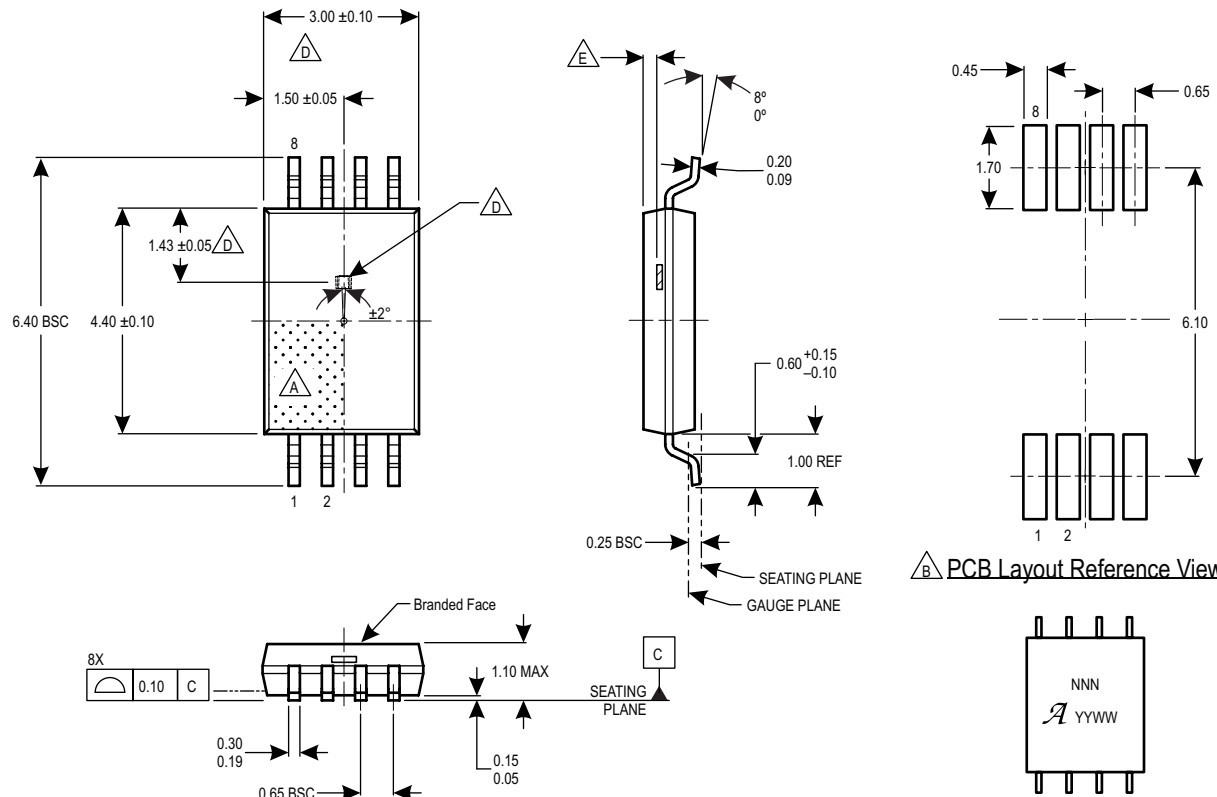 3.00 ±0.10
D
1.50 ±0.05
8
D
1.43 ±0.05
D
±2º
6.40 BSC
4.40 ±0.10
A
1
2
E
8º
0º
0.20
0.09
0.60 +0.15
–0.10
1.00 REF
0.25 BSC
SEATING PLANE
GAUGE PLANE
0.45
0.65
8
1.70
6.10
1
2
B PCB Layout Reference View
Branded Face
8X
0.10 C
1.10 MAX
C
SEATING
PLANE
0.30
0.19
0.15
0.05
0.65 BSC
NNN
A YYWW